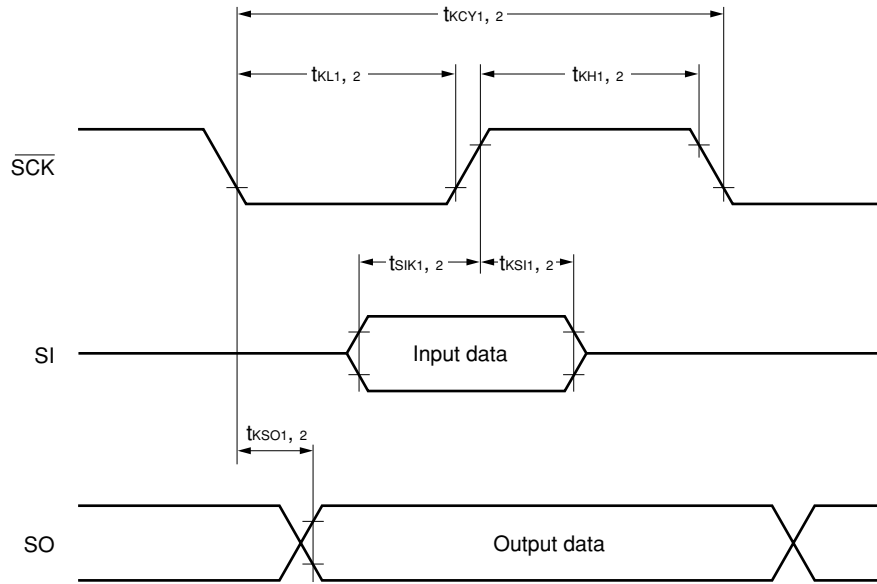 tKCY1, 2
tKL1, 2
tKH1, 2
SCK
tSIK1, 2
tKSI1, 2
SI
Input data
tKSO1, 2
SO
Output data